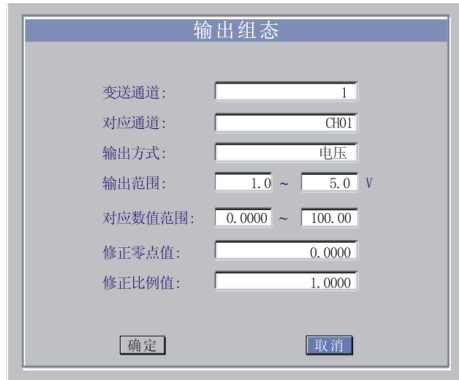 输出组态
变送通道: 1
对应通道: CH01
输出方式: 电压
输出范围: 1.0 ~ 5.0 V
对应数值范围: 0.0000 ~ 100.00
修正零点值: 0.0000
修正比例值: 1.0000
确定 取消